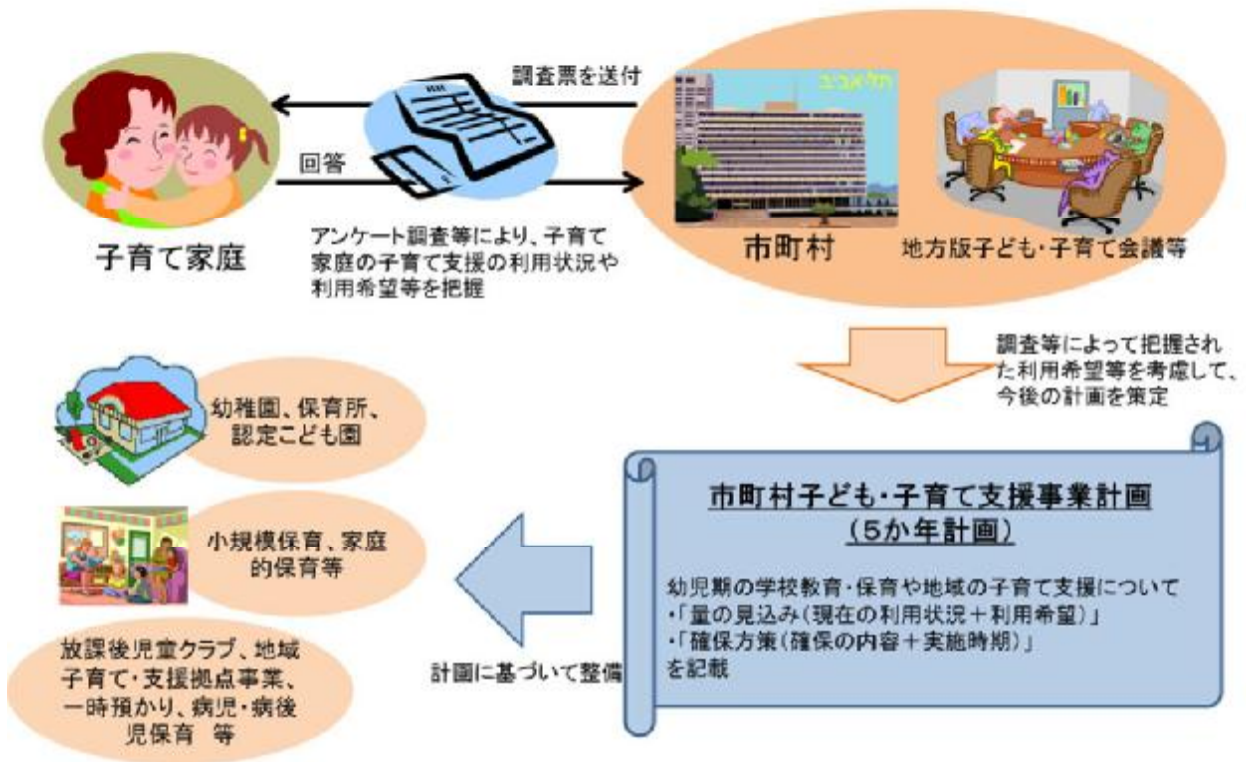 調査票を送付
回答
子育て家庭
アンケート調査等により、子育て
家庭の子育て支援の利用状況や
利用希望等を把握
תל-אביב
市町村
地方版子ども・子育て会議等
調査等によって把握され
た利用希望等を考慮して、
今後の計画を策定
幼稚園、保育所、
認定こども園
小規模保育、家庭
的保育等
放課後児童クラブ、地域
子育て・支援拠点事業、
一時預かり、病児・病後
児保育 等
計画に基づいて整備
市町村子ども・子育て支援事業計画
(5か年計画)
幼児期の学校教育・保育や地域の子育て支援について
・「量の見込み(現在の利用状況+利用希望)」
・「確保方策(確保の内容+実施時期)」
を記載